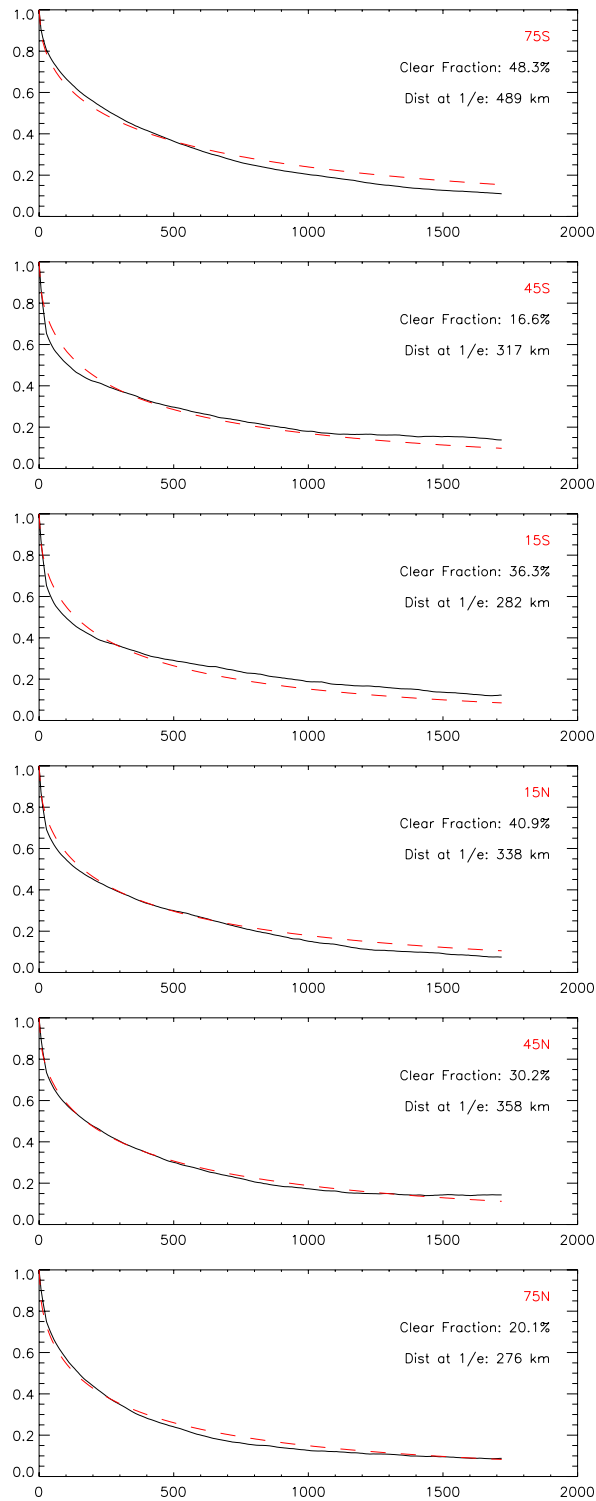 1.0
75S
0.8
Clear Fraction: 48.3%
0.6
Dist at 1/e: 489 km
0.4
0.2
0.0
0 500 1000 1500 2000
1.0
45S
0.8
Clear Fraction: 16.6%
0.6
Dist at 1/e: 317 km
0.4
0.2
0.0
0 500 1000 1500 2000
1.0
15S
0.8
Clear Fraction: 36.3%
0.6
Dist at 1/e: 282 km
0.4
0.2
0.0
0 500 1000 1500 2000
1.0
15N
0.8
Clear Fraction: 40.9%
0.6
Dist at 1/e: 338 km
0.4
0.2
0.0
0 500 1000 1500 2000
1.0
45N
0.8
Clear Fraction: 30.2%
0.6
Dist at 1/e: 358 km
0.4
0.2
0.0
0 500 1000 1500 2000
1.0
75N
0.8
Clear Fraction: 20.1%
0.6
Dist at 1/e: 276 km
0.4
0.2
0.0
0 500 1000 1500 2000